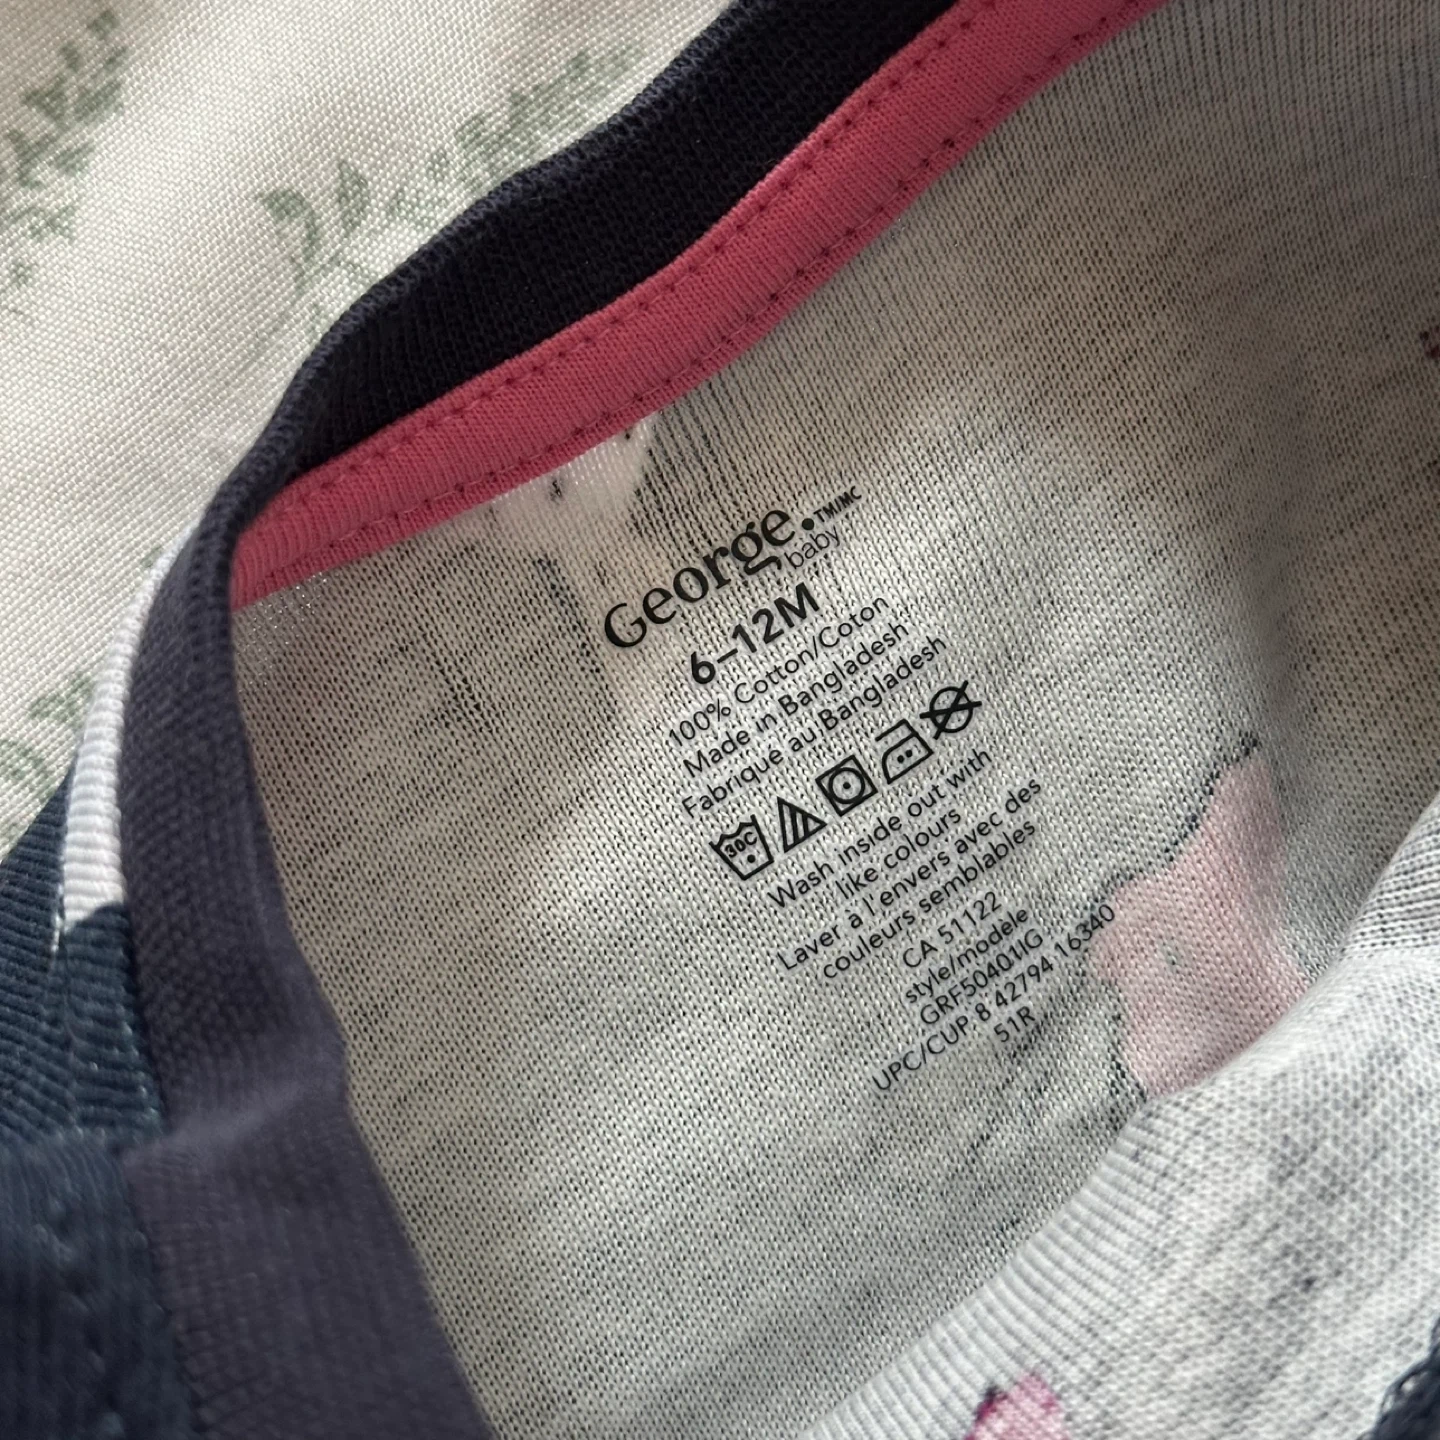 George.™/MC
baby
6–12M
100% Cotton/Coton
Made in Bangladesh
Fabriqué au Bangladesh
30C
Wash inside out with
like colours
Laver à l'envers avec des
couleurs semblables
CA 51122
style/modèle
GRF50401IG
UPC/CUP 8 42794 16340
51R